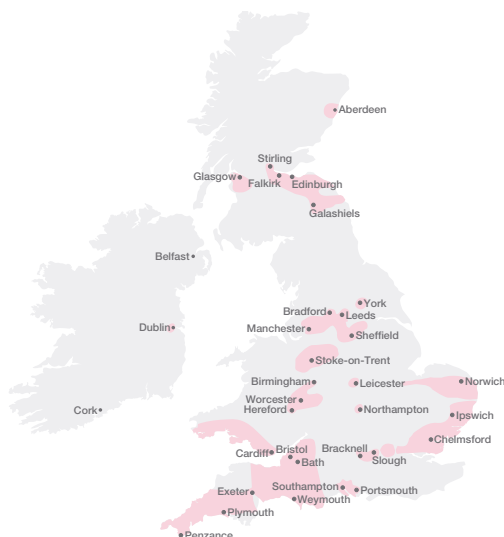 Aberdeen
Stirling
Glasgow
Falkirk
Edinburgh
Galashiels
Belfast
York
Bradford
Leeds
Dublin
Manchester
Sheffield
Stoke-on-Trent
Birmingham
Leicester
Norwich
Worcester
Hereford
Northampton
Cork
Ipswich
Chelmsford
Bristol
Bracknell
Cardiff
Bath
Slough
Southampton
Exeter
Portsmouth
Weymouth
Plymouth
Penzance